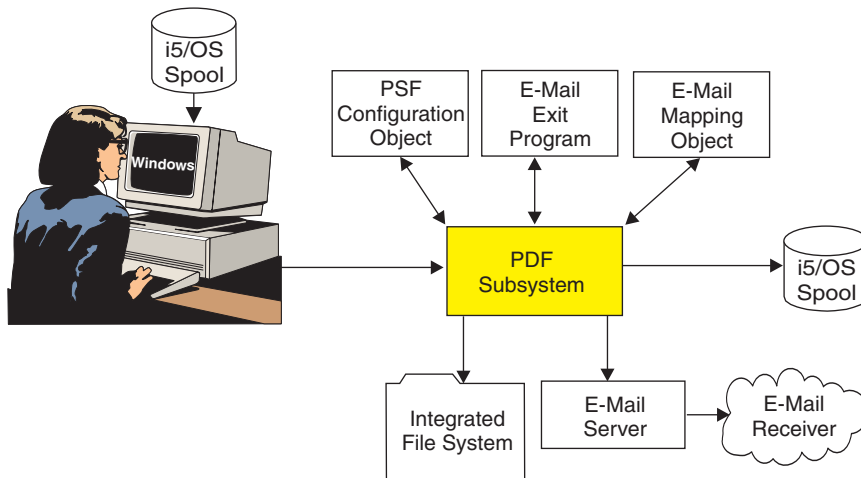 i5/OS
Spool
Windows
PSF
Configuration
Object
E-Mail
Exit
Program
E-Mail
Mapping
Object
PDF
Subsystem
i5/OS
Spool
Integrated
File System
E-Mail
Server
E-Mail
Receiver